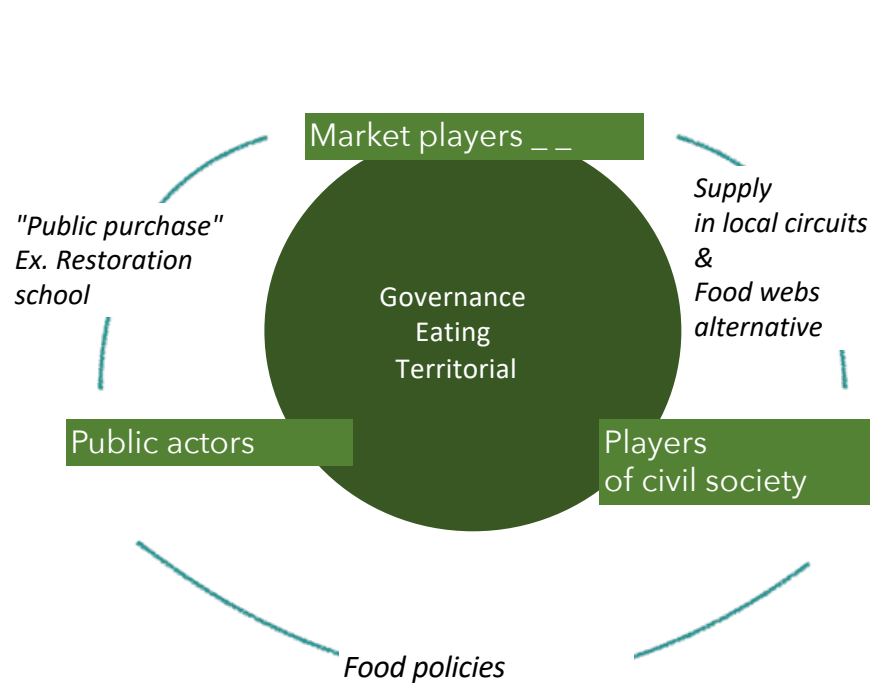 Market players _ _
"Public purchase"
Ex. Restoration
school
Supply
in local circuits
&
Food webs
alternative
Governance
Eating
Territorial
Public actors
Players
of civil society
Food policies